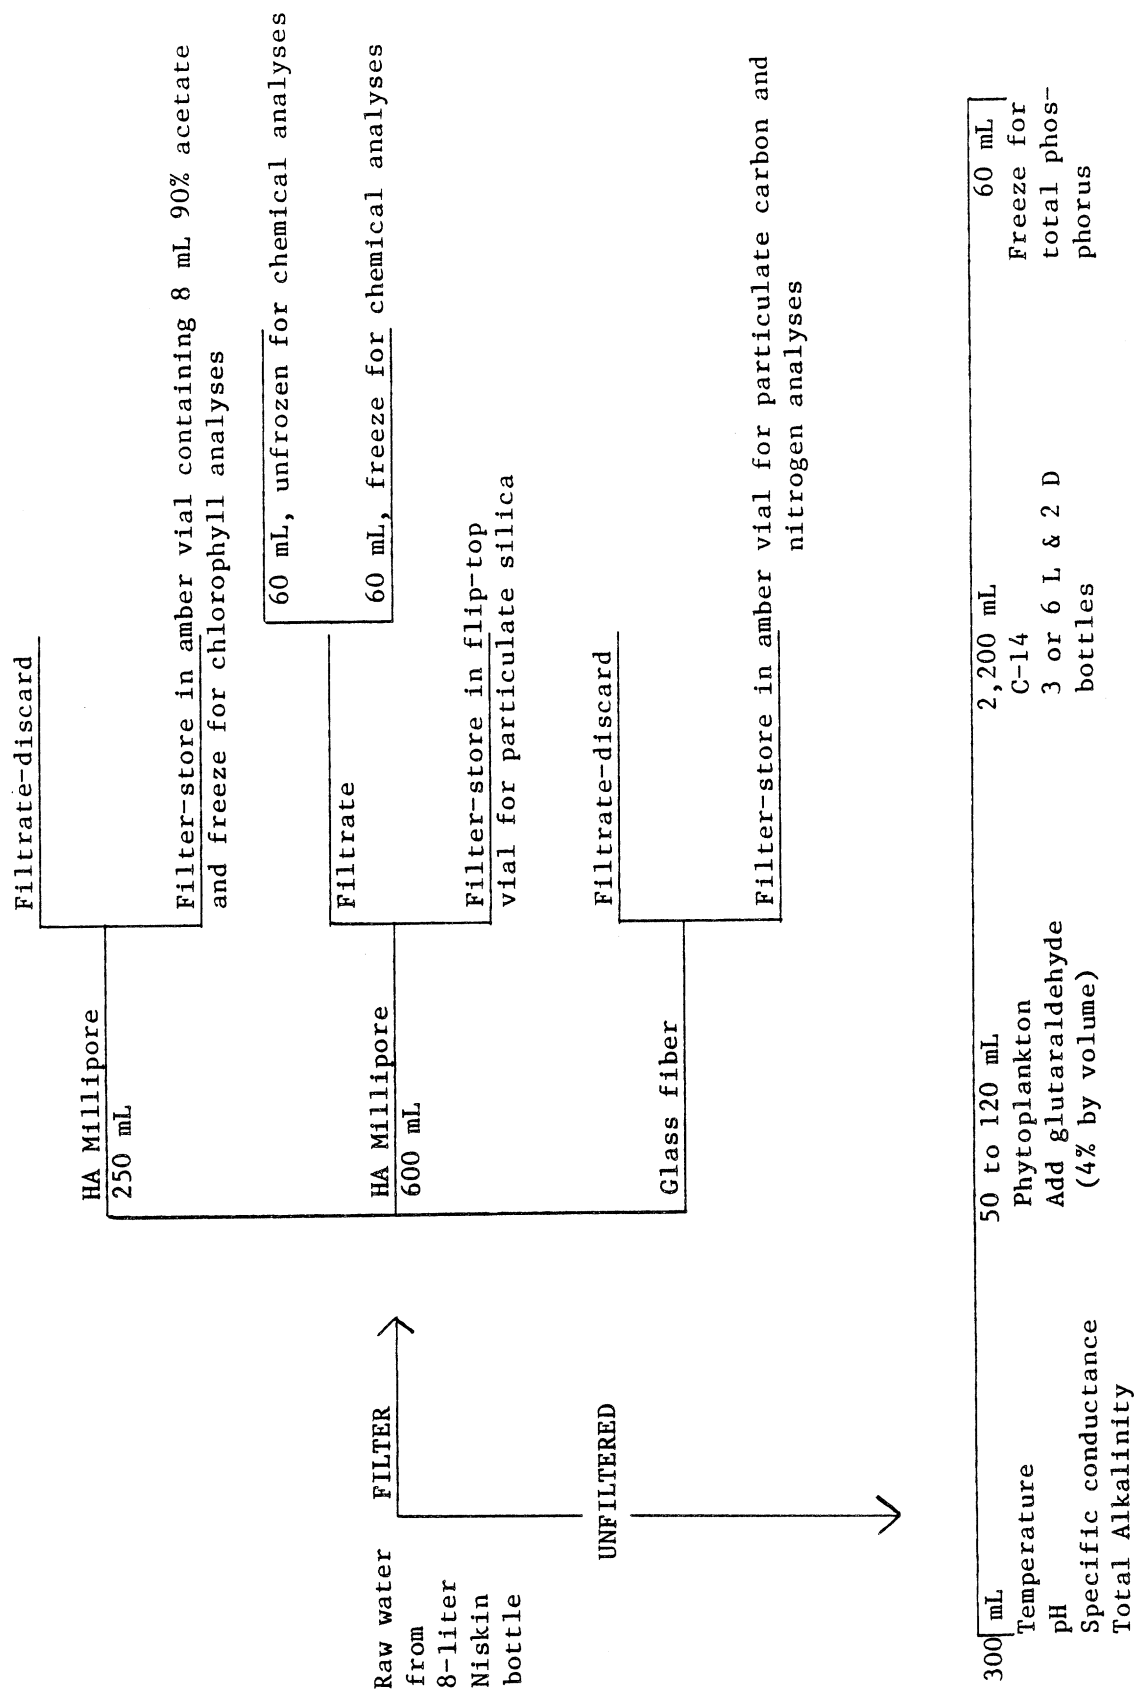 Raw water
from
8-liter
Niskin
bottle
FILTER
UNFILTERED
HA Millipore
250 mL
Filtrate-discard
Filter-store in amber vial containing 8 mL 90% acetate
and freeze for chlorophyll analyses
HA Millipore
600 mL
Filtrate
60 mL, unfrozen for chemical analyses
60 mL, freeze for chemical analyses
Filter-store in flip-top
vial for particulate silica
Glass fiber
Filtrate-discard
Filter-store in amber vial for particulate carbon and
nitrogen analyses
300 mL
Temperature
pH
Specific conductance
Total Alkalinity
50 to 120 mL
Phytoplankton
Add glutaraldehyde
(4% by volume)
2,200 mL
C-14
3 or 6 L & 2 D
bottles
60 mL
Freeze for
total phos-
phorus